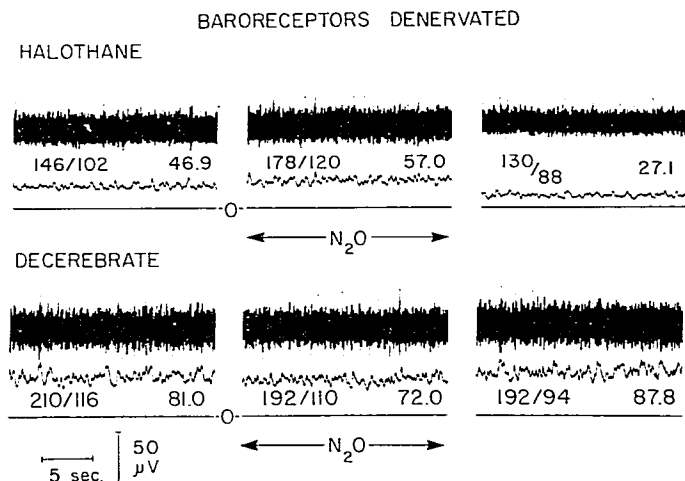 BARORECEPTORS DENERVATED
HALOTHANE
146/102 46.9 178/120 57.0 130/88 27.1
O
N₂O
DECEREBRATE
210/116 81.0 192/110 72.0 192/94 87.8
O
N₂O
5 sec. 50 µV